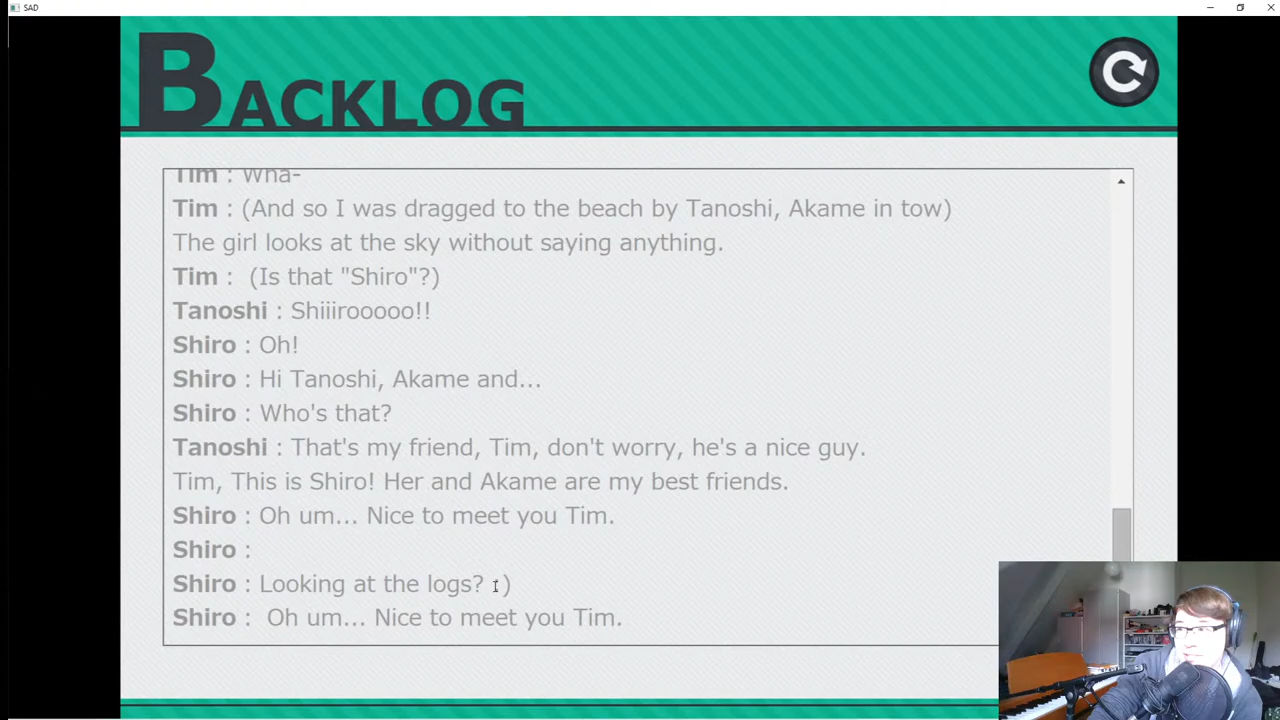 SAD
BACKLOG
Tim : Wha-
Tim : (And so I was dragged to the beach by Tanoshi, Akame in tow)
The girl looks at the sky without saying anything.
Tim : (Is that "Shiro"?)
Tanoshi : Shiiirooooo!!
Shiro : Oh!
Shiro : Hi Tanoshi, Akame and...
Shiro : Who's that?
Tanoshi : That's my friend, Tim, don't worry, he's a nice guy.
Tim, This is Shiro! Her and Akame are my best friends.
Shiro : Oh um... Nice to meet you Tim.
Shiro :
Shiro : Looking at the logs? :)
Shiro : Oh um... Nice to meet you Tim.